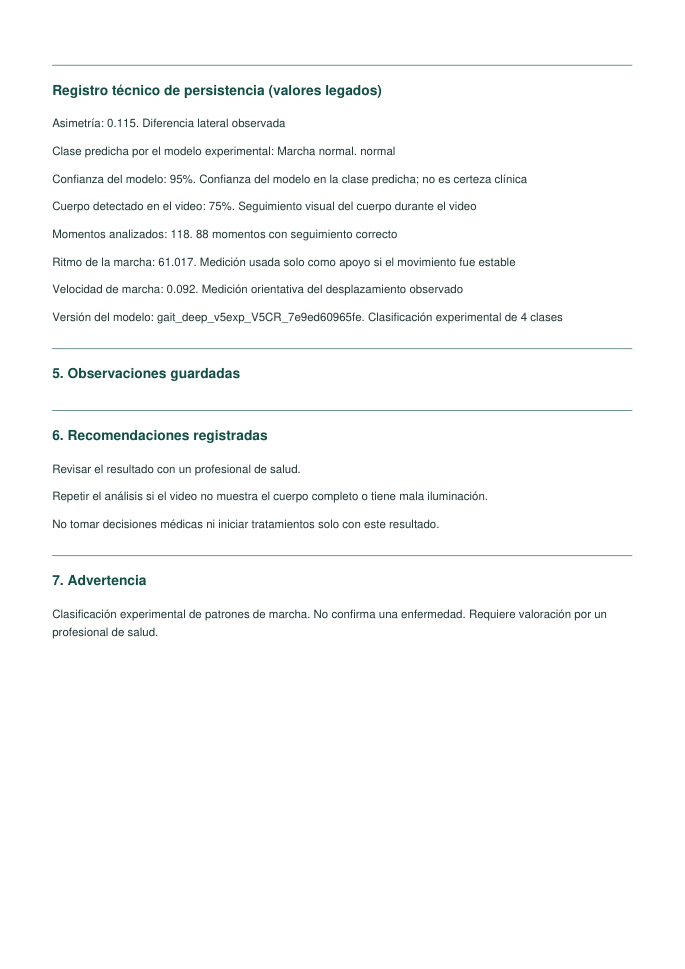 Registro técnico de persistencia (valores legados)
Asimetría: 0.115. Diferencia lateral observada
Clase predicha por el modelo experimental: Marcha normal. normal
Confianza del modelo: 95%. Confianza del modelo en la clase predicha; no es certeza clínica
Cuerpo detectado en el video: 75%. Seguimiento visual del cuerpo durante el video
Momentos analizados: 118. 88 momentos con seguimiento correcto
Ritmo de la marcha: 61.017. Medición usada solo como apoyo si el movimiento fue estable
Velocidad de marcha: 0.092. Medición orientativa del desplazamiento observado
Versión del modelo: gait_deep_v5exp_V5CR_7e9ed60965fe. Clasificación experimental de 4 clases
5. Observaciones guardadas
6. Recomendaciones registradas
Revisar el resultado con un profesional de salud.
Repetir el análisis si el video no muestra el cuerpo completo o tiene mala iluminación.
No tomar decisiones médicas ni iniciar tratamientos solo con este resultado.
7. Advertencia
Clasificación experimental de patrones de marcha. No confirma una enfermedad. Requiere valoración por un
profesional de salud.